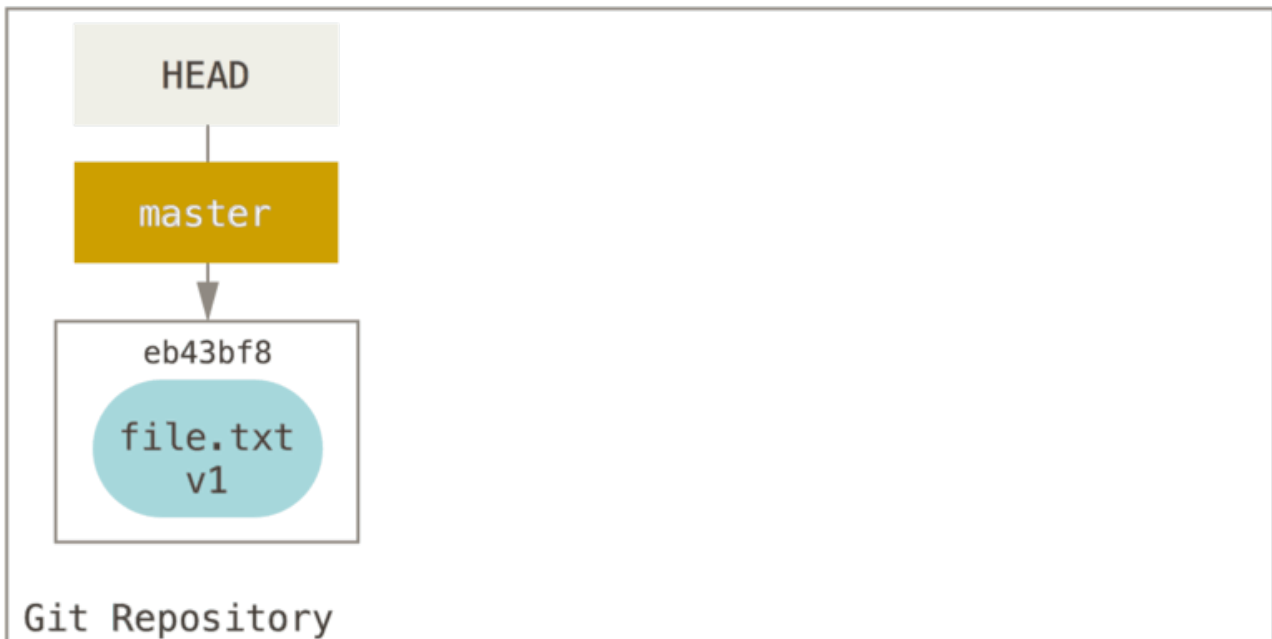 HEAD
master
eb43bf8
file.txt
v1
Git Repository